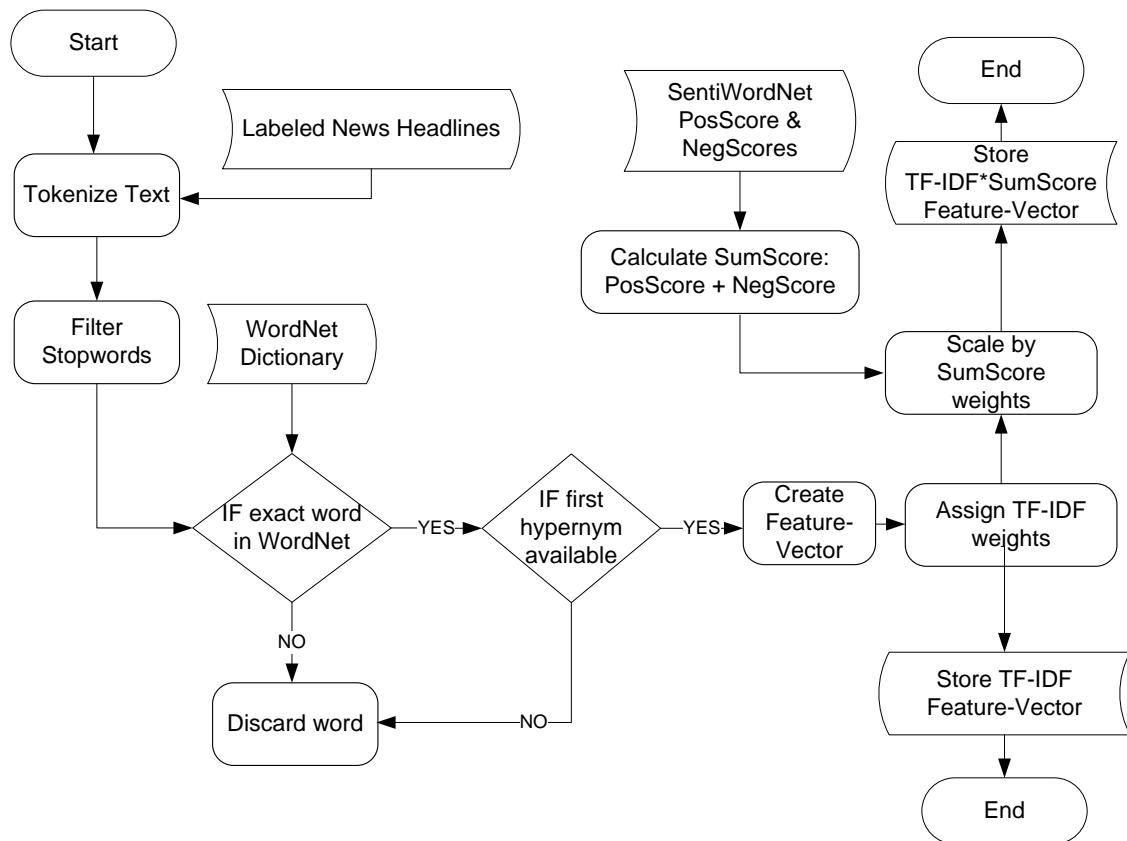 Start
Labeled News Headlines
Tokenize Text
Filter
Stopwords
WordNet
Dictionary
IF exact word
in WordNet
YES
NO
IF first
hypernym
available
YES
NO
Discard word
Create
Feature-
Vector
Assign TF-IDF
weights
SentiWordNet
PosScore &
NegScores
Calculate SumScore:
PosScore + NegScore
Scale by
SumScore
weights
Store
TF-IDF*SumScore
Feature-Vector
End
Store TF-IDF
Feature-Vector
End